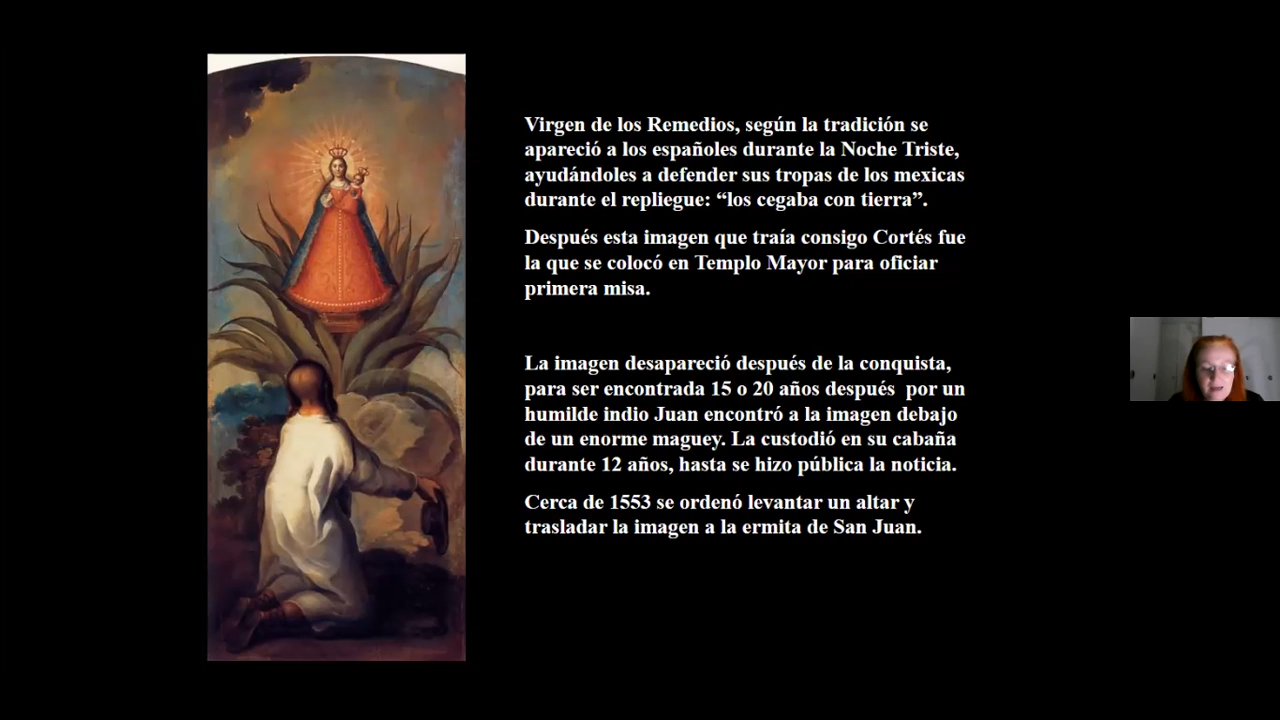 Virgen de los Remedios, según la tradición se
apareció a los españoles durante la Noche Triste,
ayudándoles a defender sus tropas de los mexicas
durante el repliegue: “los cegaba con tierra”.
Después esta imagen que traía consigo Cortés fue
la que se colocó en Templo Mayor para oficiar
primera misa.
La imagen desapareció después de la conquista,
para ser encontrada 15 o 20 años después  por un
humilde indio Juan encontró a la imagen debajo
de un enorme maguey. La custodió en su cabaña
durante 12 años, hasta se hizo pública la noticia.
Cerca de 1553 se ordenó levantar un altar y
trasladar la imagen a la ermita de San Juan.